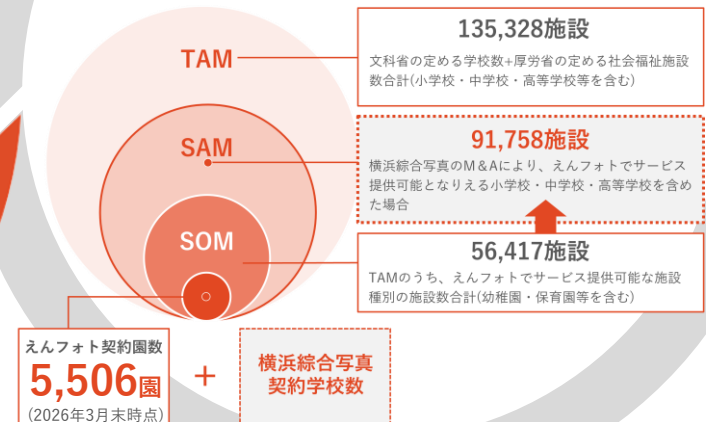 TAM
135,328施設
文科省の定める学校数+厚労省の定める社会福祉施設
数合計(小学校・中学校・高等学校等を含む)
SAM
91,758施設
横浜綜合写真のM&Aにより、えんフォトでサービス
提供可能となりえる小学校・中学校・高等学校を含め
た場合
SOM
56,417施設
TAMのうち、えんフォトでサービス提供可能な施設
種別の施設数合計(幼稚園・保育園等を含む)
えんフォト契約園数
5,506園
(2026年3月末時点)
+
横浜綜合写真
契約学校数